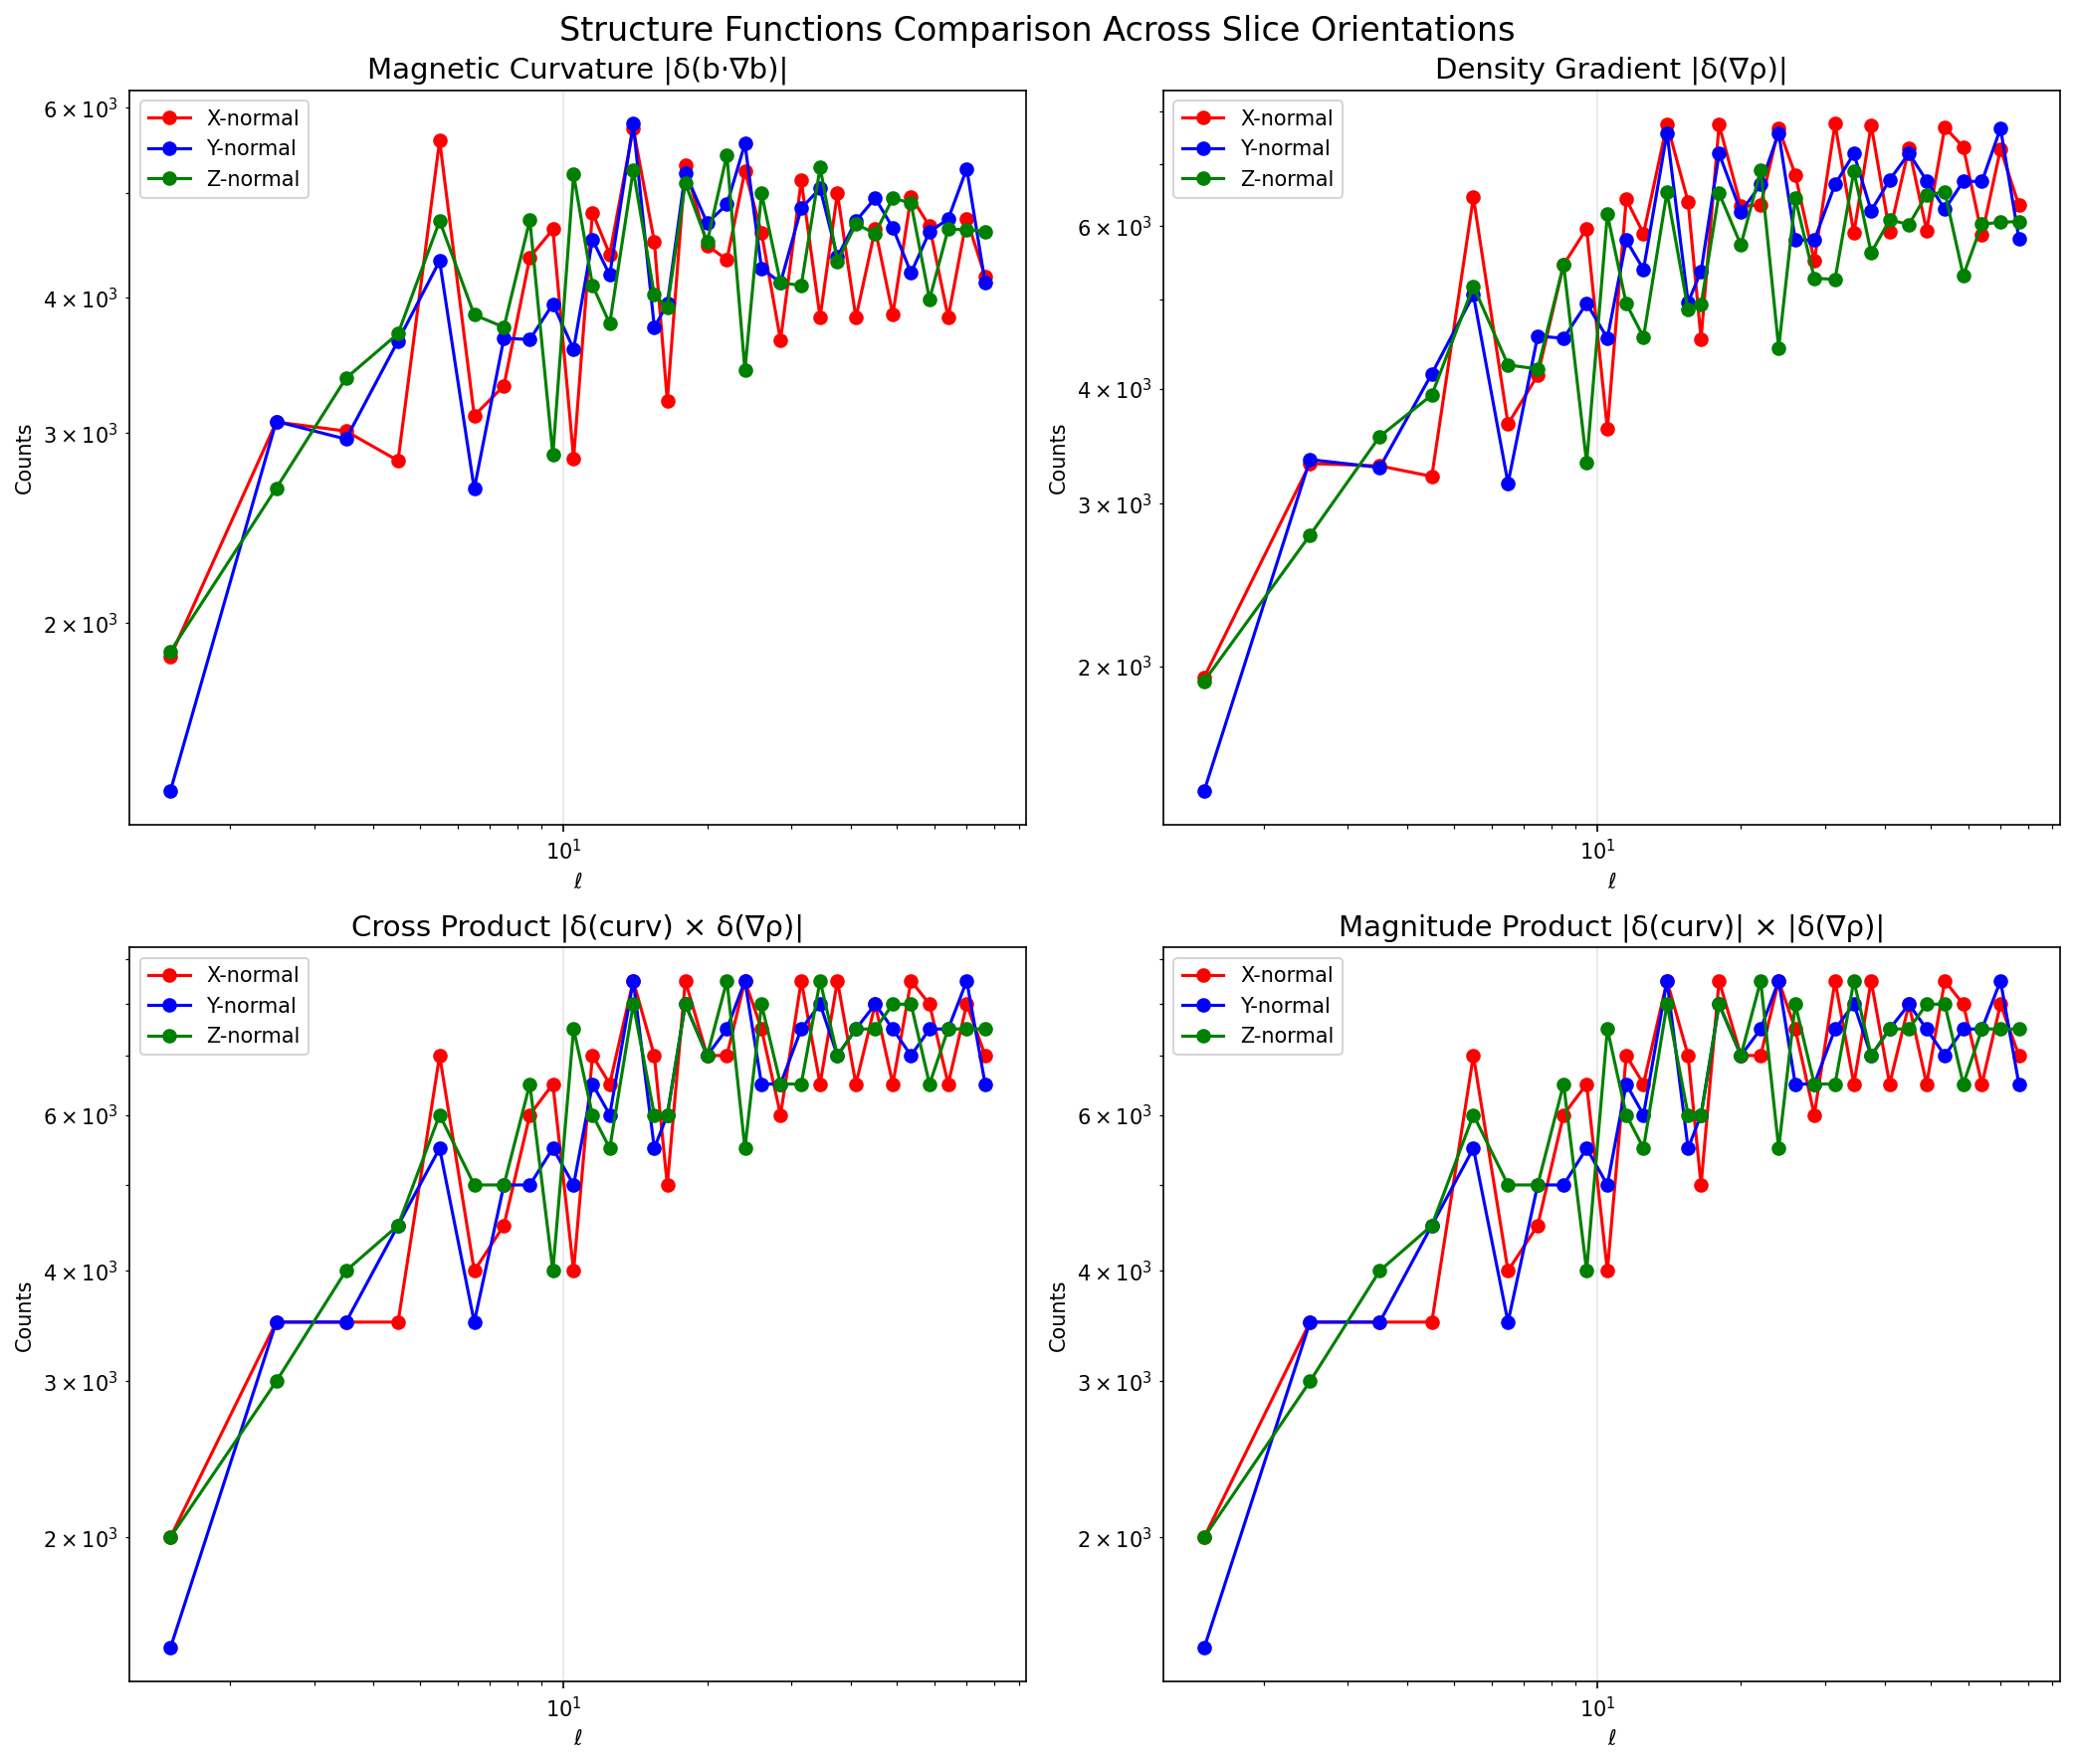 Structure Functions Comparison Across Slice Orientations
Magnetic Curvature |δ(b·∇b)|
6 × 10³
4 × 10³
3 × 10³
2 × 10³
Counts
X-normal
Y-normal
Z-normal
10¹
ℓ
Density Gradient |δ(∇ρ)|
6 × 10³
4 × 10³
3 × 10³
2 × 10³
Counts
X-normal
Y-normal
Z-normal
10¹
ℓ
Cross Product |δ(curv) × δ(∇ρ)|
6 × 10³
4 × 10³
3 × 10³
2 × 10³
Counts
X-normal
Y-normal
Z-normal
10¹
ℓ
Magnitude Product |δ(curv)| × |δ(∇ρ)|
6 × 10³
4 × 10³
3 × 10³
2 × 10³
Counts
X-normal
Y-normal
Z-normal
10¹
ℓ